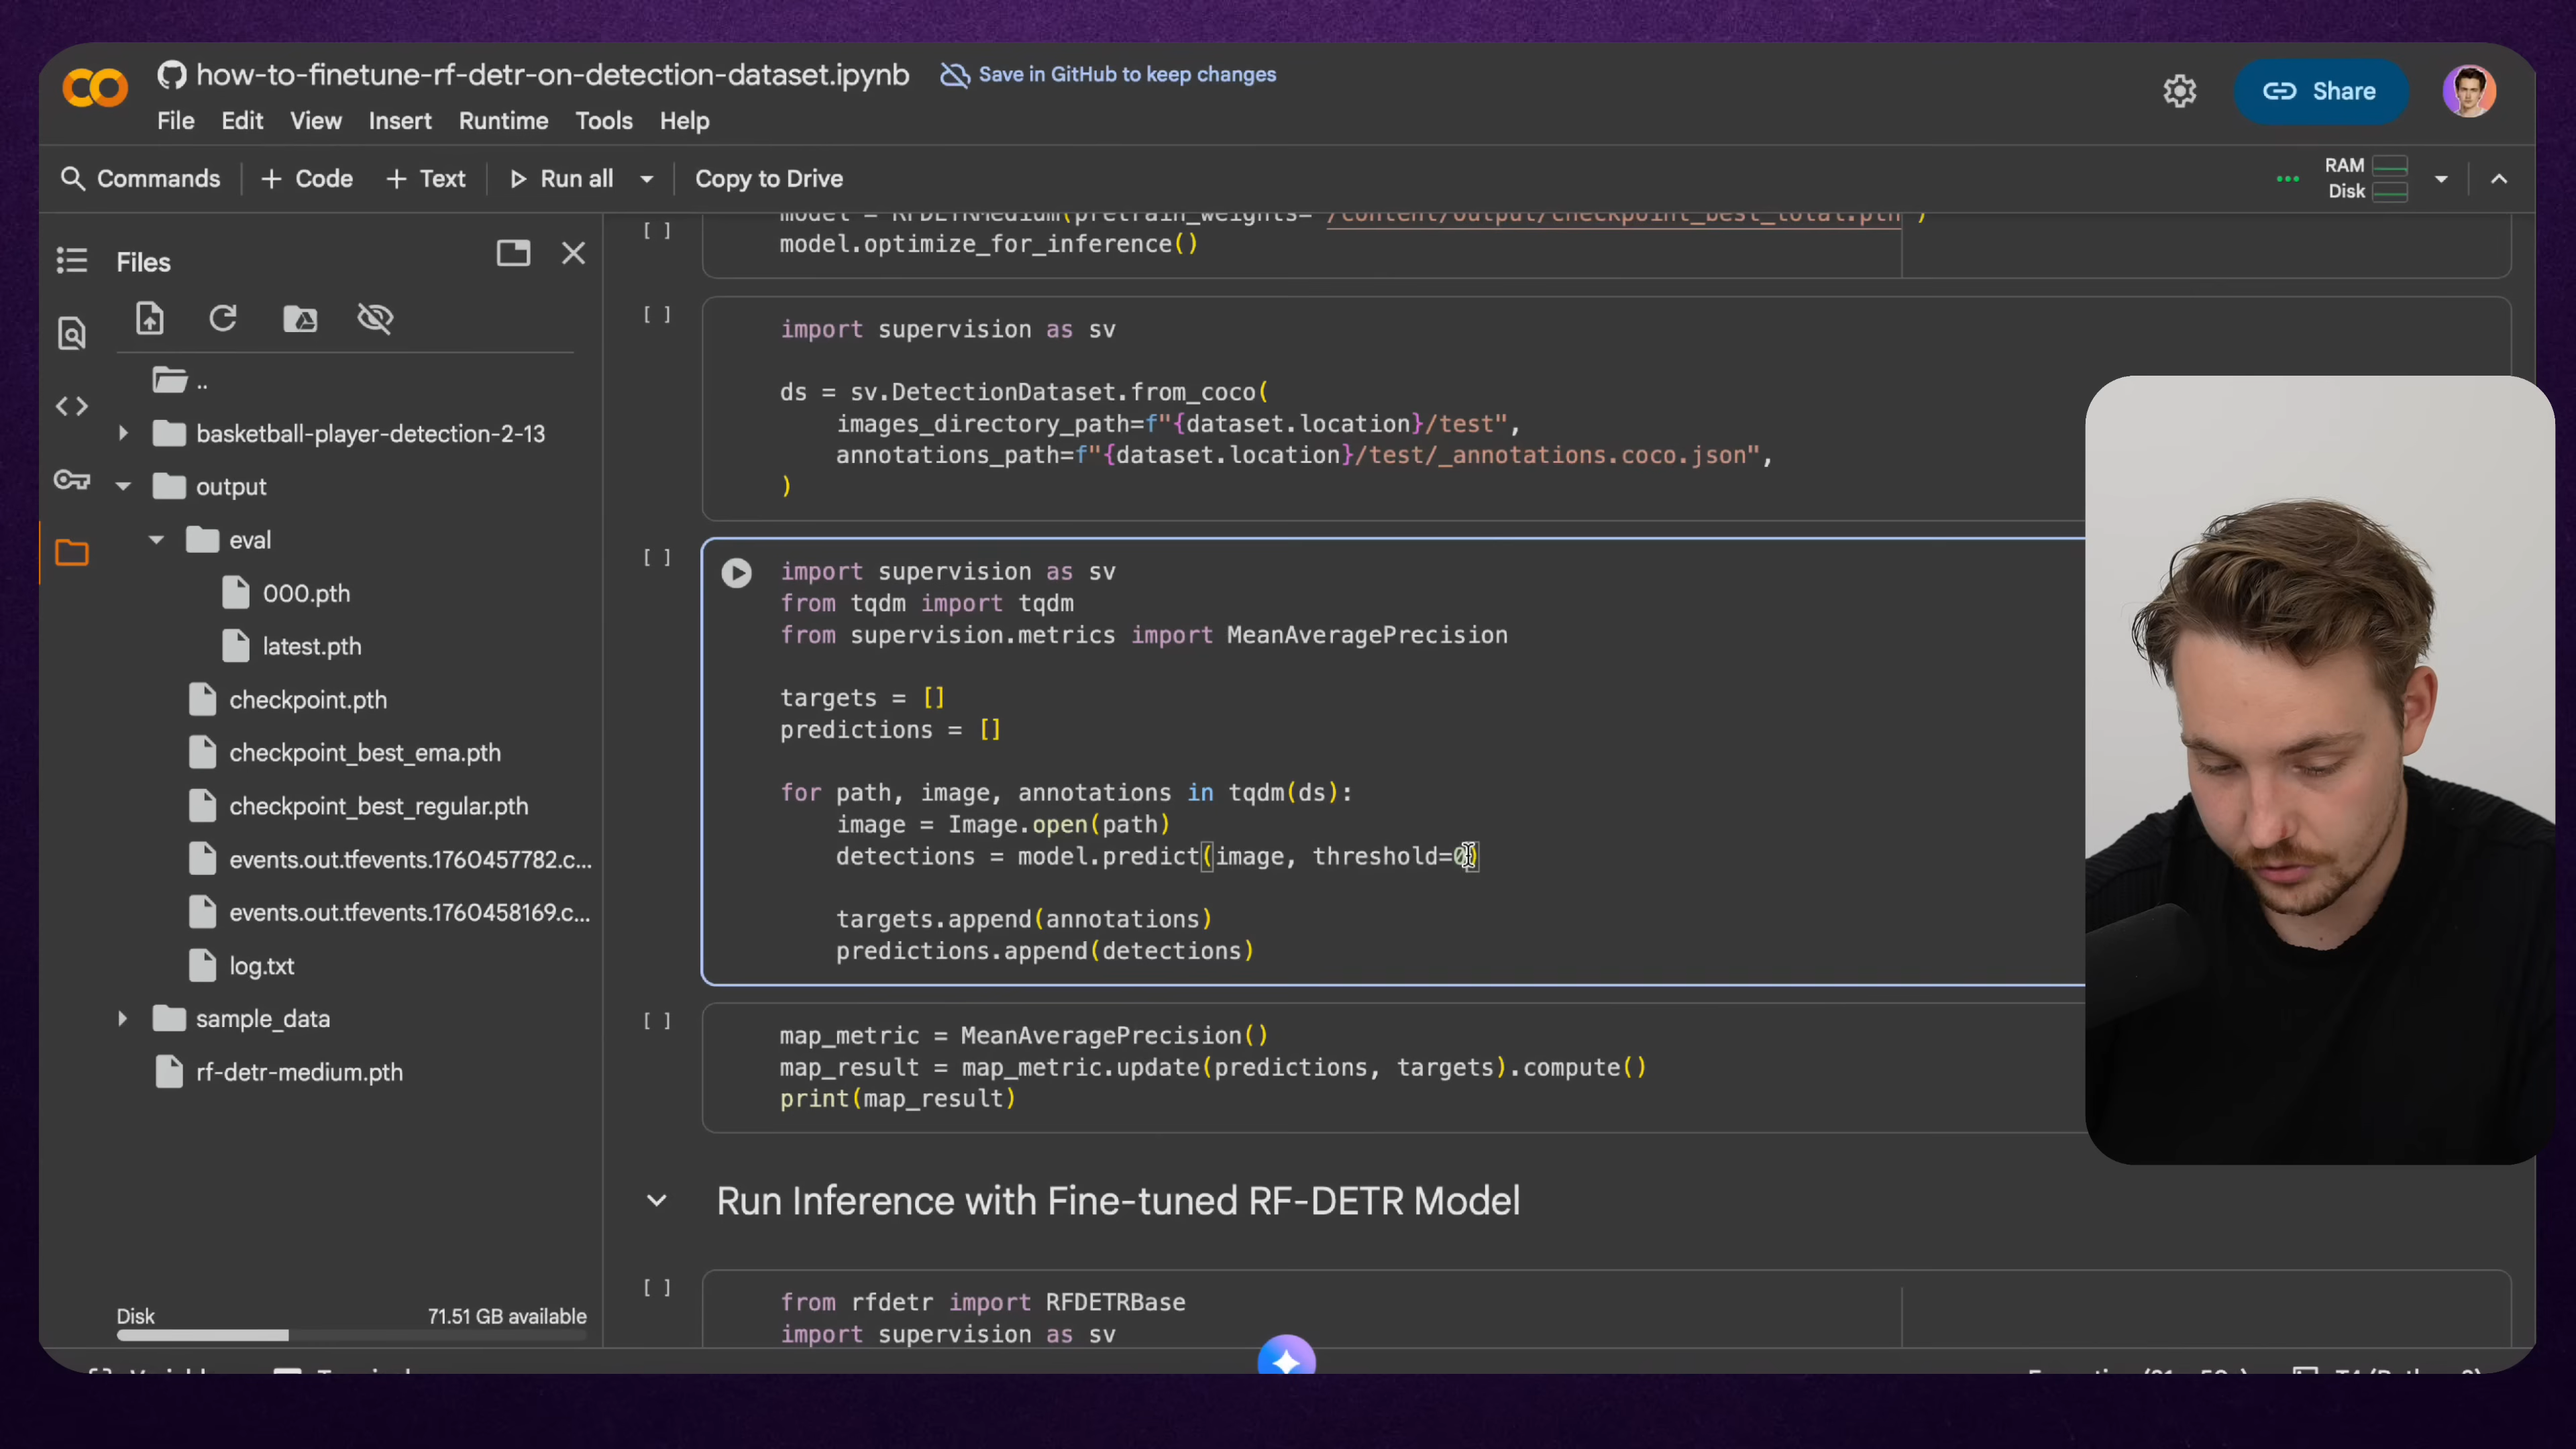 how-to-finetune-rf-detr-on-detection-dataset.ipynb
Save in GitHub to keep changes
Share
File Edit View Insert Runtime Tools Help
Commands + Code + Text Run all Copy to Drive
RAM
Disk
Files
..
basketball-player-detection-2-13
output
eval
000.pth
latest.pth
checkpoint.pth
checkpoint_best_ema.pth
checkpoint_best_regular.pth
events.out.tfevents.1760457782.c...
events.out.tfevents.1760458169.c...
log.txt
sample_data
rf-detr-medium.pth
Disk 71.51 GB available
[ ] model = RFDETRMedium(pretrain_weights="/content/output/checkpoint_best_total.pth")
model.optimize_for_inference()
[ ] import supervision as sv
ds = sv.DetectionDataset.from_coco(
images_directory_path=f"{dataset.location}/test",
annotations_path=f"{dataset.location}/test/_annotations.coco.json",
)
[ ] import supervision as sv
from tqdm import tqdm
from supervision.metrics import MeanAveragePrecision
targets = []
predictions = []
for path, image, annotations in tqdm(ds):
image = Image.open(path)
detections = model.predict(image, threshold=0)
targets.append(annotations)
predictions.append(detections)
[ ] map_metric = MeanAveragePrecision()
map_result = map_metric.update(predictions, targets).compute()
print(map_result)
Run Inference with Fine-tuned RF-DETR Model
[ ] from rfdetr import RFDETRBase
import supervision as sv